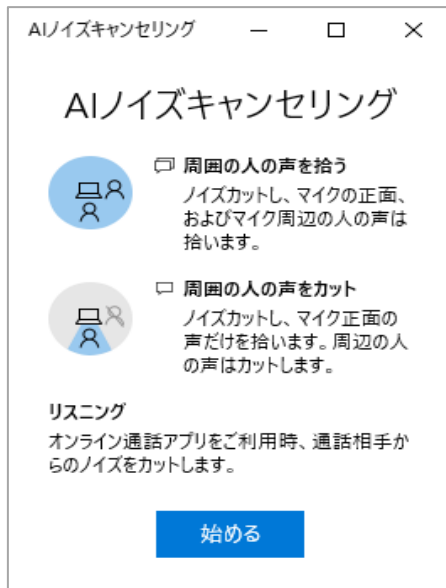 AIノイズキャンセリング
AIノイズキャンセリング
周囲の人の声を拾う
ノイズカットし、マイクの正面、
およびマイク周辺の人の声は
拾います。
周囲の人の声をカット
ノイズカットし、マイク正面の
声だけを拾います。周辺の人
の声はカットします。
リスニング
オンライン通話アプリをご利用時、通話相手か
らのノイズをカットします。
始める